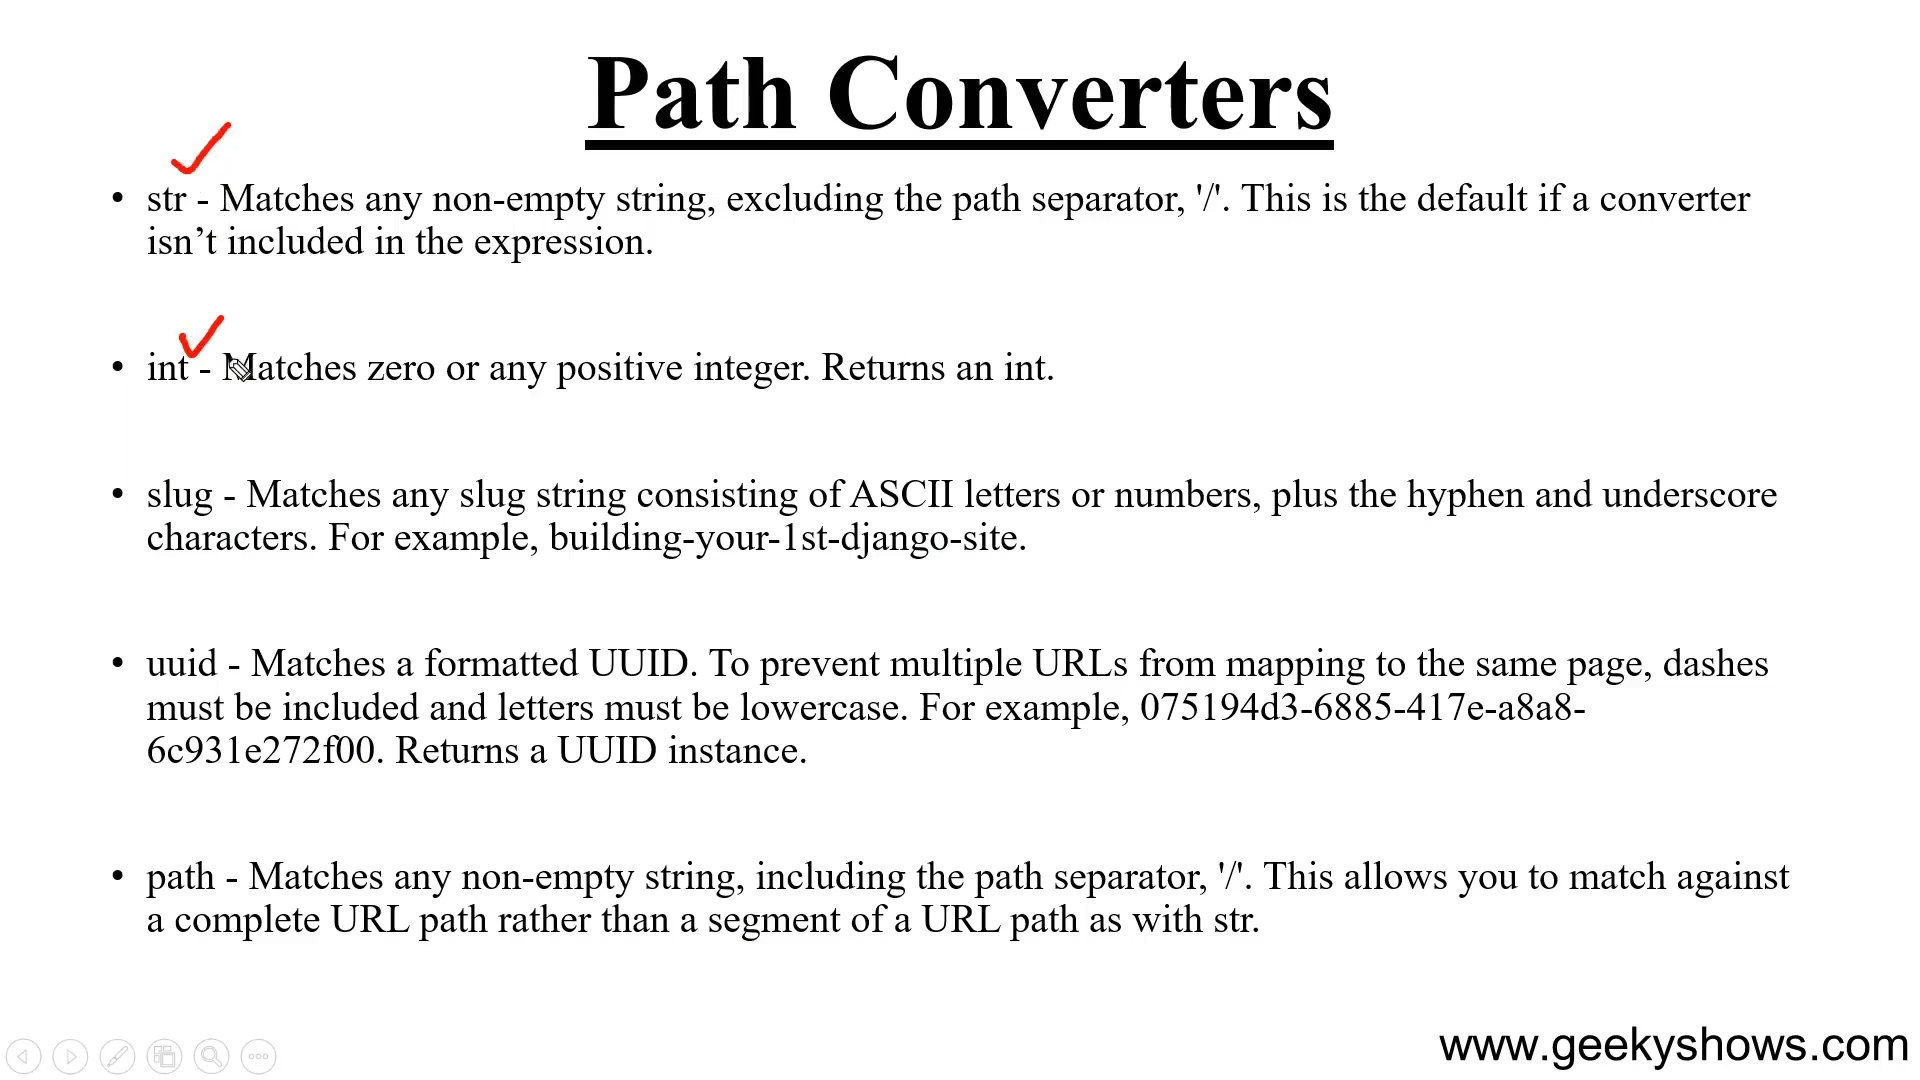 Path Converters
• str - Matches any non-empty string, excluding the path separator, '/'. This is the default if a converter
isn’t included in the expression.
• int - Matches zero or any positive integer. Returns an int.
• slug - Matches any slug string consisting of ASCII letters or numbers, plus the hyphen and underscore
characters. For example, building-your-1st-django-site.
• uuid - Matches a formatted UUID. To prevent multiple URLs from mapping to the same page, dashes
must be included and letters must be lowercase. For example, 075194d3-6885-417e-a8a8-
6c931e272f00. Returns a UUID instance.
• path - Matches any non-empty string, including the path separator, '/'. This allows you to match against
a complete URL path rather than a segment of a URL path as with str.
www.geekyshows.com